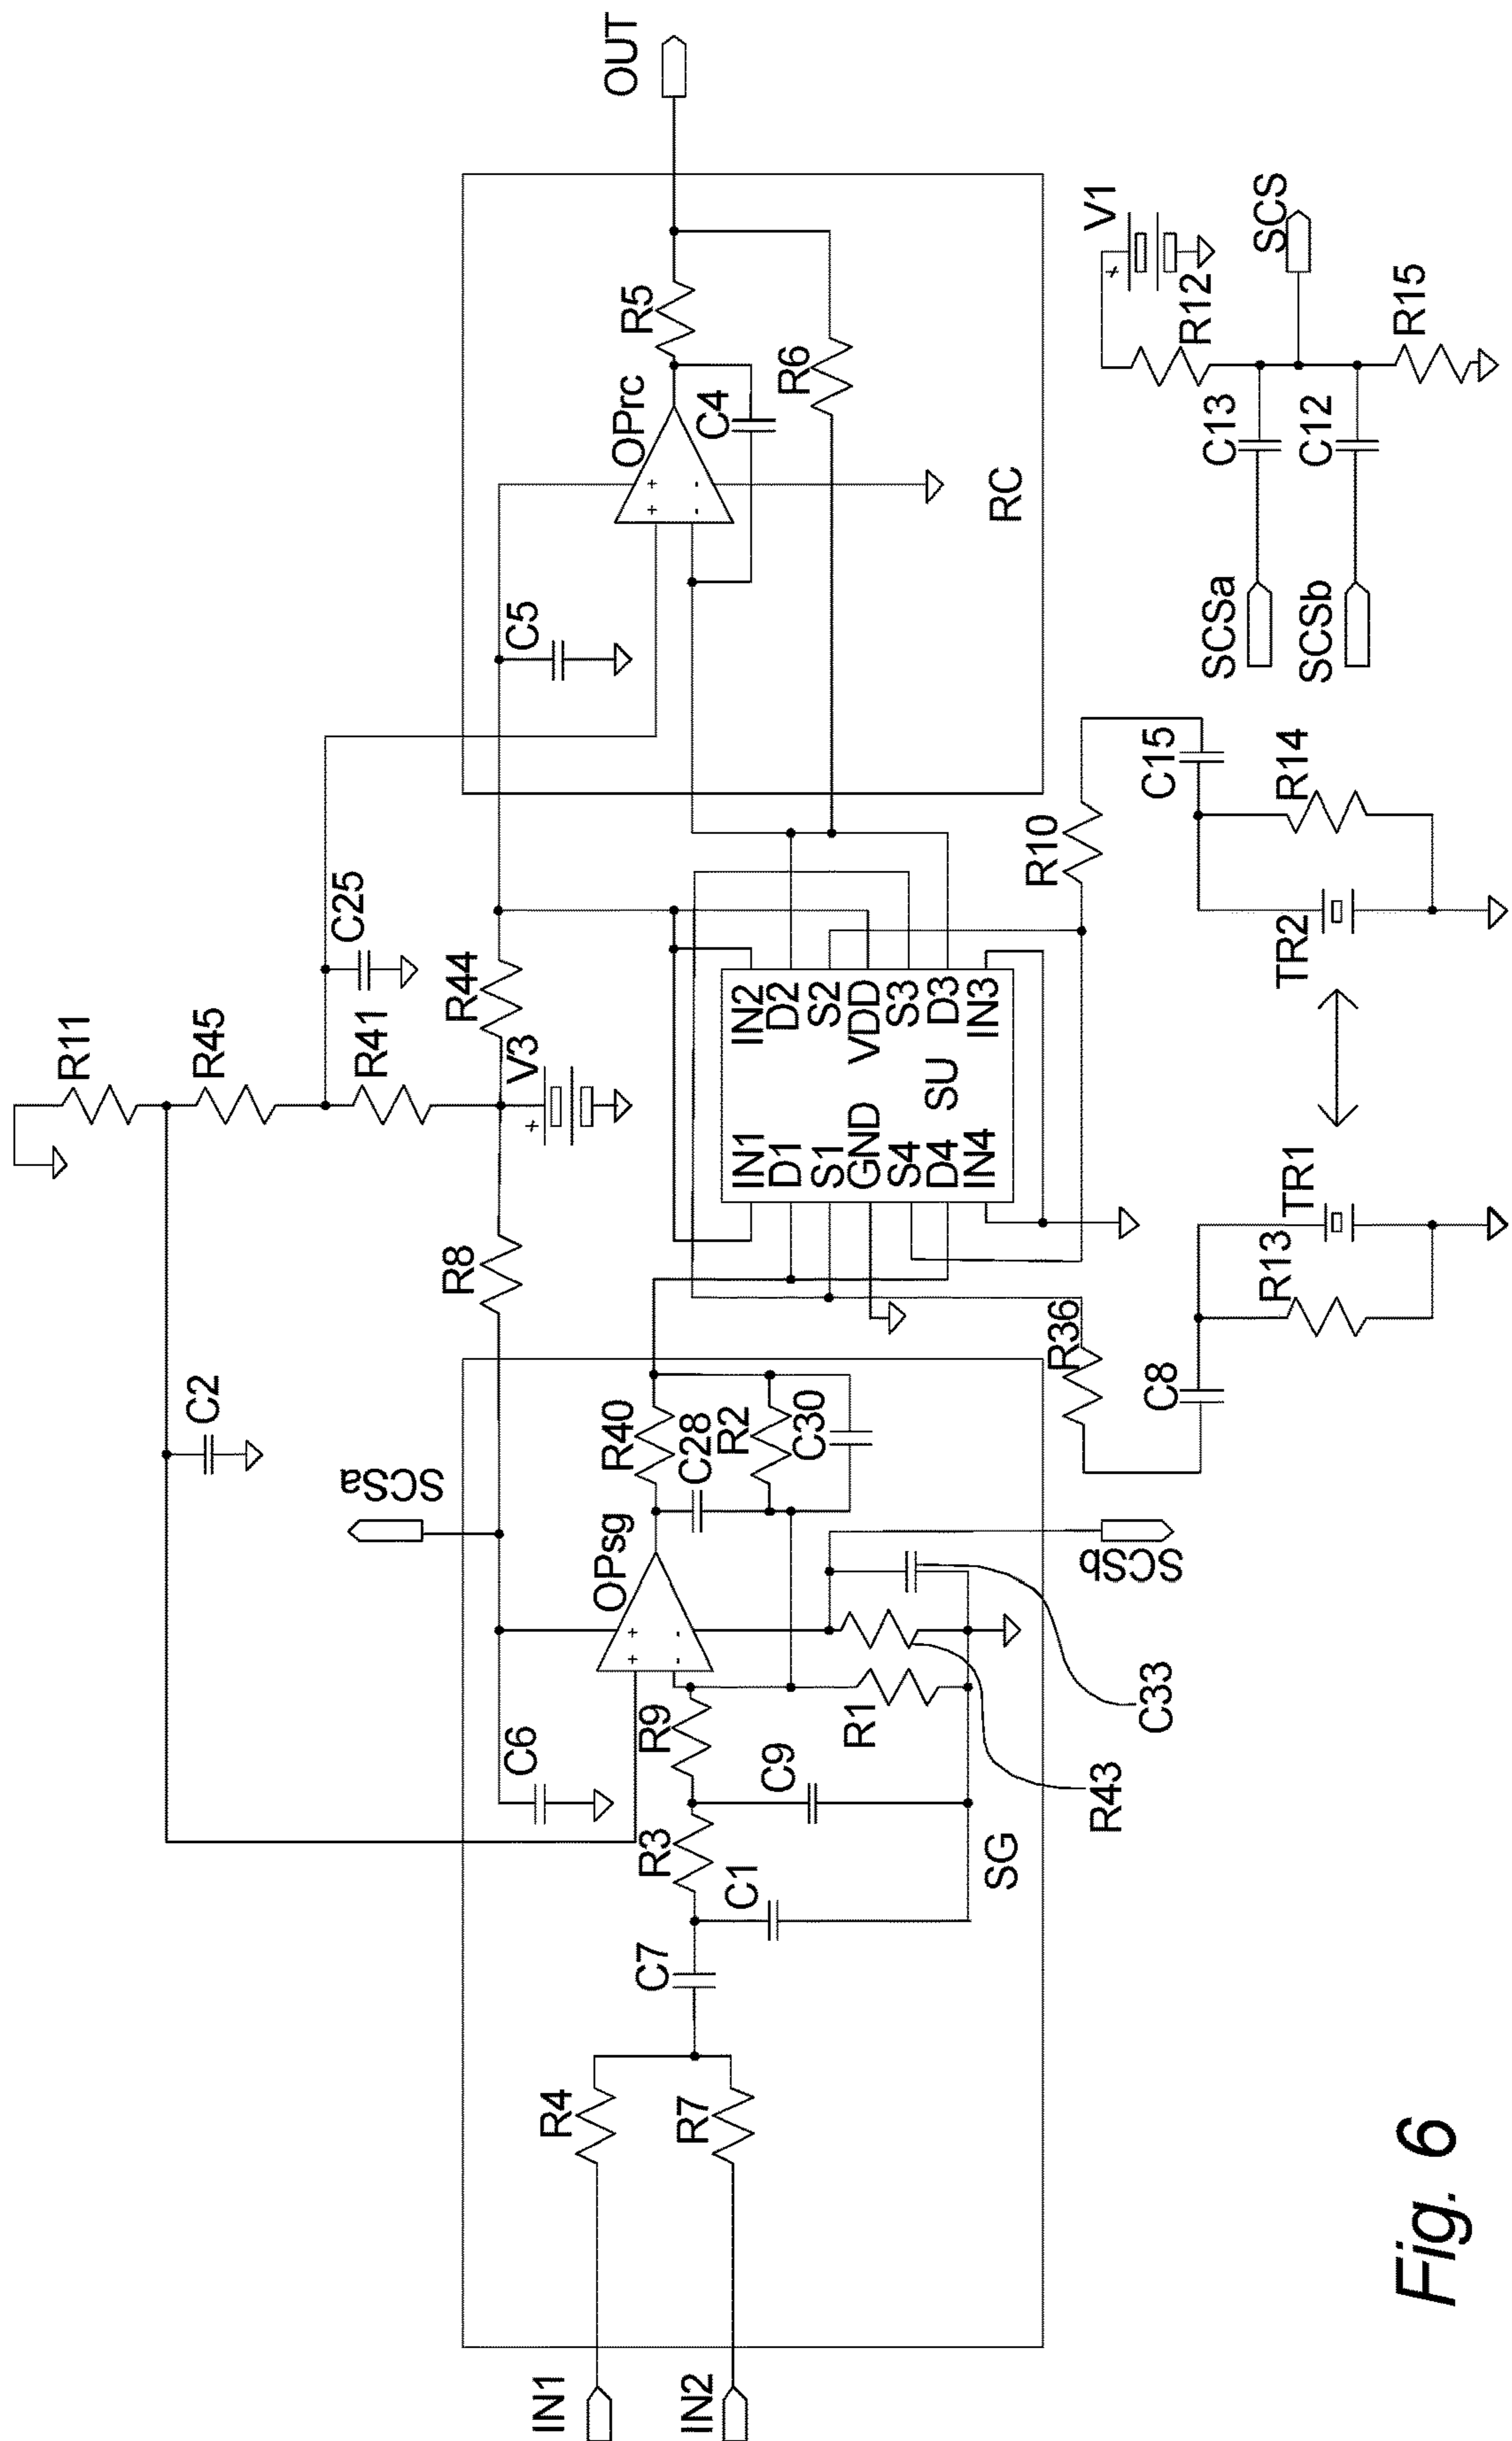 R11
R45
R41
C25
C2
R8
V3
+
R44
SCSa
C6
C5
OUT
IN1
IN2
R4
R7
C7
C1
R3
C9
R9
R1
OPsg
+ +
- -
R40
C28
R2
C30
R43
C33
SCSb
SG
IN1
D1
S1
GND
S4
D4
IN4
SU
IN2
D2
S2
VDD
S3
D3
IN3
OPrc
+ +
- -
R5
C4
R6
RC
R36
C8
R13
TR1
R10
C15
R14
TR2
SCSa
SCSb
C13
C12
V1
+
R12
SCS
R15
Fig. 6